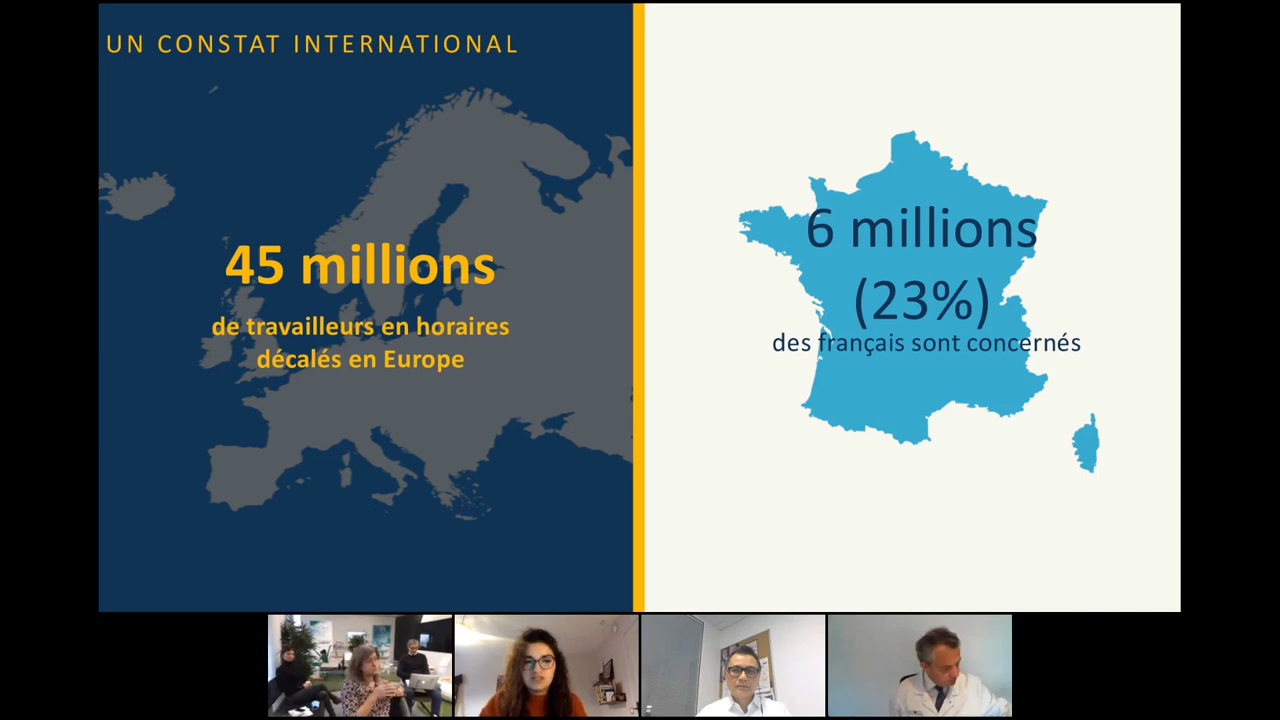 UN CONSTAT INTERNATIONAL
45 millions
de travailleurs en horaires
décalés en Europe
6 millions
(23%)
des français sont concernés